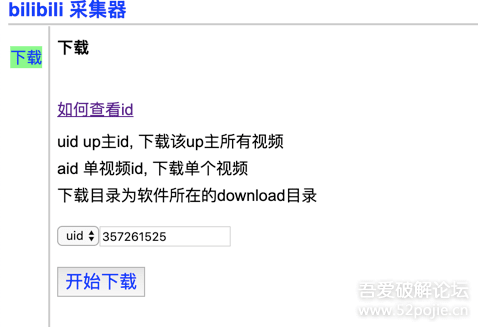 bilibili 采集器
下载
下载
如何查看id
uid up主id, 下载该up主所有视频
aid 单视频id, 下载单个视频
下载目录为软件所在的download目录
uid 357261525
开始下载
吾爱破解论坛
www.52pojie.cn